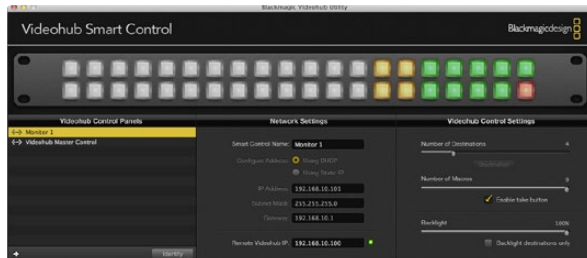 Blackmagic Videohub Utility
Videohub Smart Control
Blackmagicdesign
Videohub Control Panels
Monitor 1
Videohub Master Control
Identify
Network Settings
Smart Control Name: Monitor 1
Configure Address: Using DHCP
Using Static IP
IP Address: 192.168.10.101
Subnet Mask: 255.255.255.0
Gateway: 192.168.10.1
Remote Videohub IP: 192.168.10.100
Videohub Control Settings
Number of Destinations 4
Number of Macros 9
Enable take button
Backlight 100%
Backlight destinations only